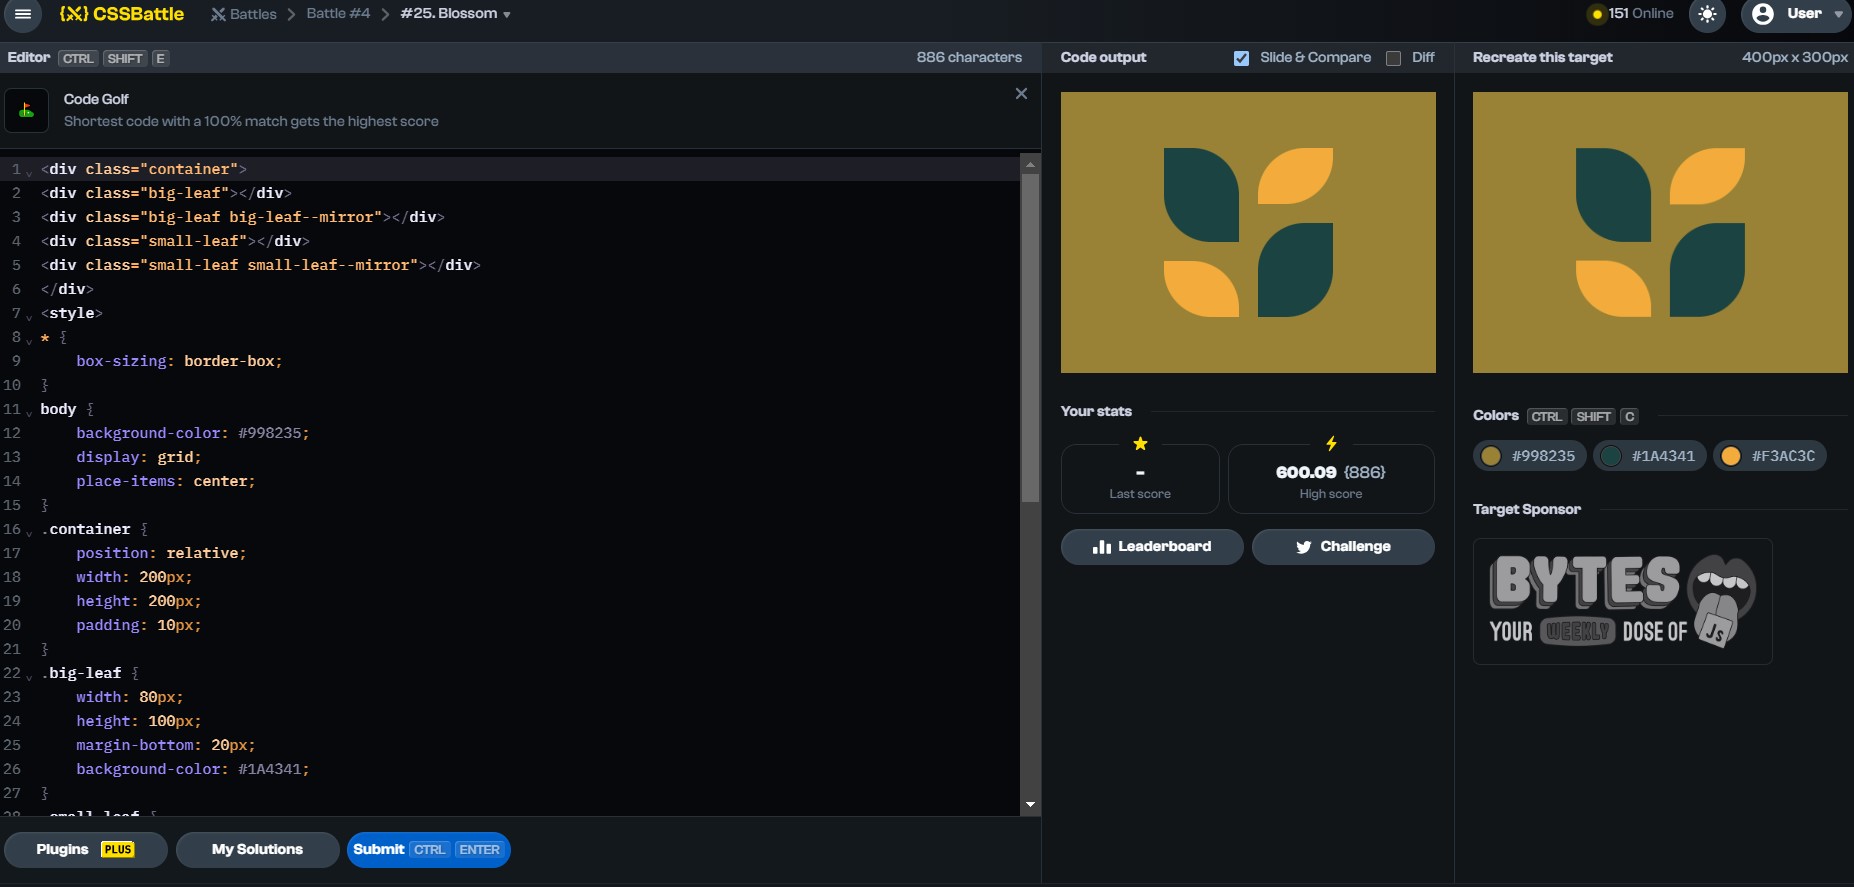 {X} CSSBattle
Battles
Battle #4
#25. Blossom
151 Online
User
Editor CTRL SHIFT E
886 characters
Code Golf
Shortest code with a 100% match gets the highest score
1 <div class="container">
2 <div class="big-leaf"></div>
3 <div class="big-leaf big-leaf--mirror"></div>
4 <div class="small-leaf"></div>
5 <div class="small-leaf small-leaf--mirror"></div>
6 </div>
7 <style>
8 * {
9 box-sizing: border-box;
10 }
11 body {
12 background-color: #998235;
13 display: grid;
14 place-items: center;
15 }
16 .container {
17 position: relative;
18 width: 200px;
19 height: 200px;
20 padding: 10px;
21 }
22 .big-leaf {
23 width: 80px;
24 height: 100px;
25 margin-bottom: 20px;
26 background-color: #1A4341;
27 }
28 .small-leaf {
Plugins PLUS
My Solutions
Submit CTRL ENTER
Code output
Slide & Compare
Diff
Your stats
-
Last score
600.09 {886}
High score
Leaderboard
Challenge
Recreate this target
400px x 300px
Colors CTRL SHIFT C
#998235
#1A4341
#F3AC3C
Target Sponsor
BYTES
YOUR WEEKLY DOSE OF JS